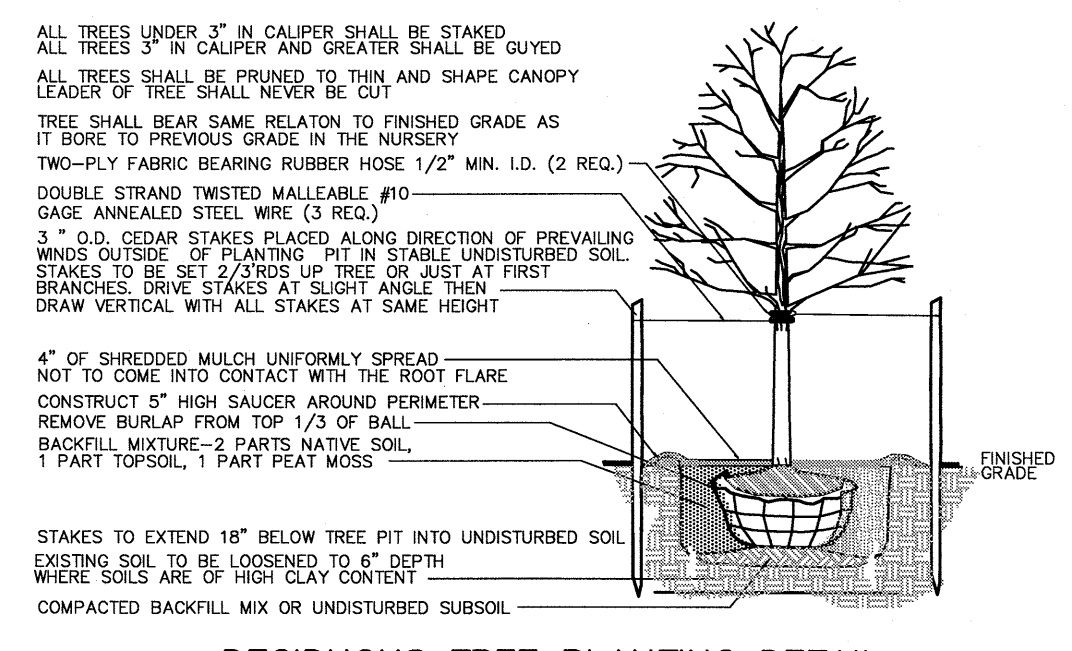 ALL TREES UNDER 3" IN CALIPER SHALL BE STAKED
ALL TREES 3" IN CALIPER AND GREATER SHALL BE GUYED
ALL TREES SHALL BE PRUNED TO THIN AND SHAPE CANOPY
LEADER OF TREE SHALL NEVER BE CUT
TREE SHALL BEAR SAME RELATON TO FINISHED GRADE AS
IT BORE TO PREVIOUS GRADE IN THE NURSERY
TWO-PLY FABRIC BEARING RUBBER HOSE 1/2" MIN. I.D. (2 REQ.)
DOUBLE STRAND TWISTED MALLEABLE #10
GAGE ANNEALED STEEL WIRE (3 REQ.)
3 " O.D. CEDAR STAKES PLACED ALONG DIRECTION OF PREVAILING
WINDS OUTSIDE OF PLANTING PIT IN STABLE UNDISTURBED SOIL.
STAKES TO BE SET 2/3'RDS UP TREE OR JUST AT FIRST
BRANCHES. DRIVE STAKES AT SLIGHT ANGLE THEN
DRAW VERTICAL WITH ALL STAKES AT SAME HEIGHT
4" OF SHREDDED MULCH UNIFORMLY SPREAD
NOT TO COME INTO CONTACT WITH THE ROOT FLARE
CONSTRUCT 5" HIGH SAUCER AROUND PERIMETER
REMOVE BURLAP FROM TOP 1/3 OF BALL
BACKFILL MIXTURE-2 PARTS NATIVE SOIL,
1 PART TOPSOIL, 1 PART PEAT MOSS
FINISHED
GRADE
STAKES TO EXTEND 18" BELOW TREE PIT INTO UNDISTURBED SOIL
EXISTING SOIL TO BE LOOSENED TO 6" DEPTH
WHERE SOILS ARE OF HIGH CLAY CONTENT
COMPACTED BACKFILL MIX OR UNDISTURBED SUBSOIL